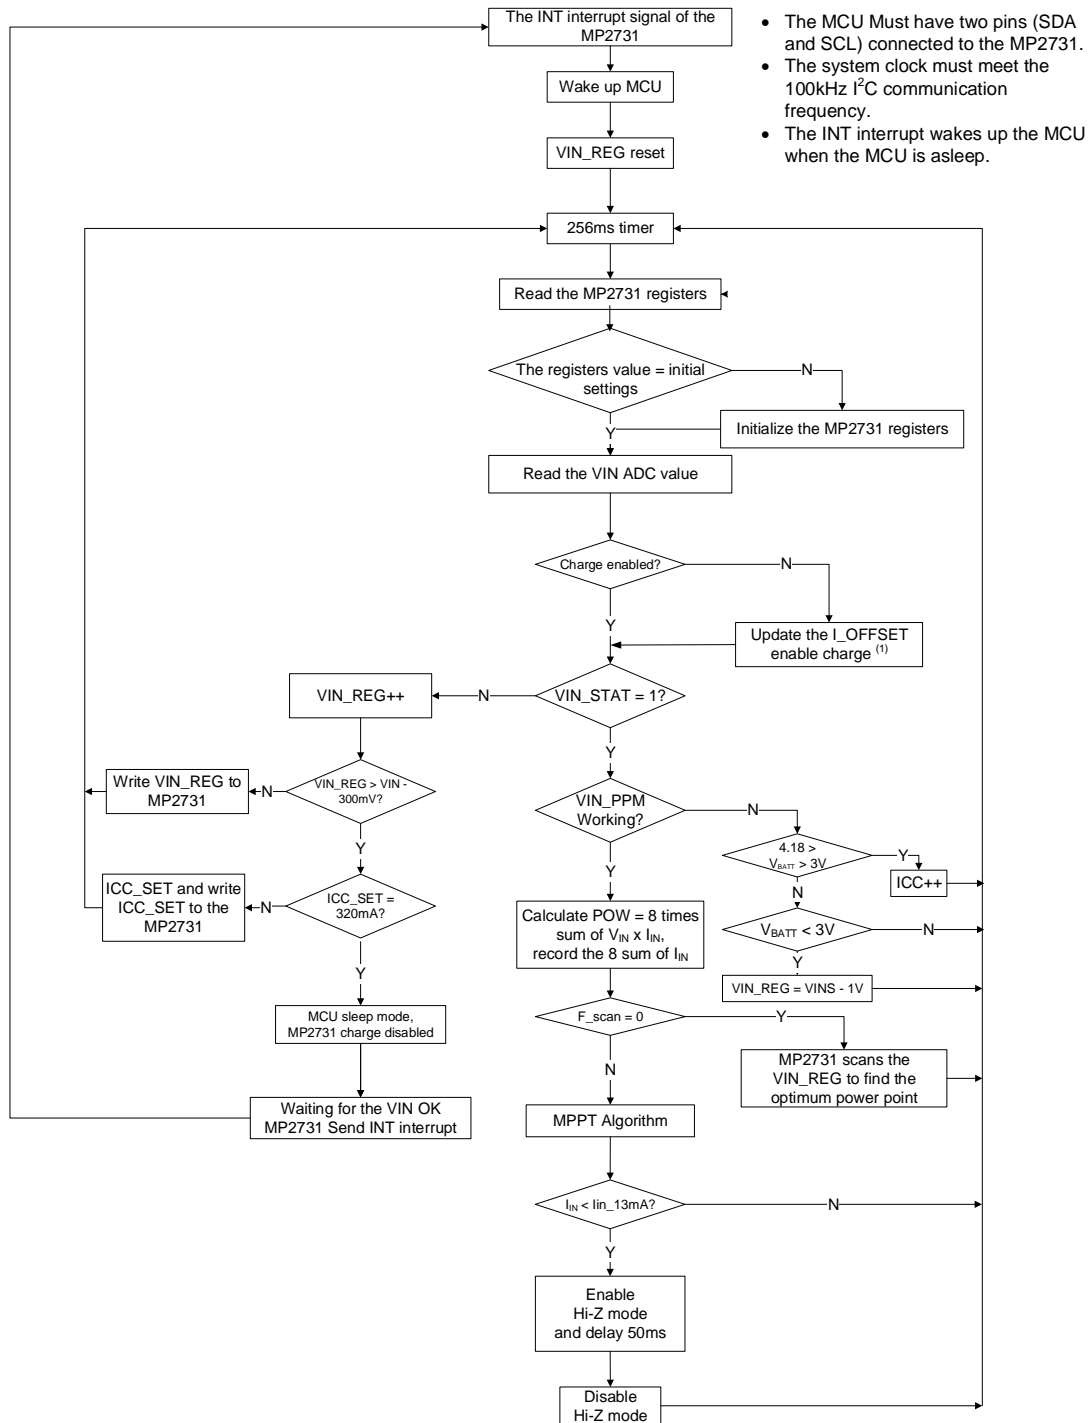 The INT interrupt signal of the
MP2731
• The MCU Must have two pins (SDA
and SCL) connected to the MP2731.
• The system clock must meet the
100kHz I²C communication
frequency.
• The INT interrupt wakes up the MCU
when the MCU is asleep.
Wake up MCU
VIN_REG reset
256ms timer
Read the MP2731 registers
The registers value = initial
settings
N
Initialize the MP2731 registers
Y
Read the VIN ADC value
Charge enabled?
N
Y
Update the I_OFFSET
enable charge (1)
VIN_STAT = 1?
N
VIN_REG++
Y
VIN_REG > VIN -
300mV?
N
Write VIN_REG to
MP2731
Y
ICC_SET =
320mA?
N
ICC_SET and write
ICC_SET to the
MP2731
Y
MCU sleep mode,
MP2731 charge disabled
Waiting for the VIN OK
MP2731 Send INT interrupt
VIN_PPM
Working?
N
Y
4.18 >
VBATT > 3V
Y
ICC++
N
VBATT < 3V
N
Y
VIN_REG = VINS - 1V
Calculate POW = 8 times
sum of VIN x IIN,
record the 8 sum of IIN
F_scan = 0
Y
MP2731 scans the
VIN_REG to find the
optimum power point
N
MPPT Algorithm
IIN < Iin_13mA?
N
Y
Enable
Hi-Z mode
and delay 50ms
Disable
Hi-Z mode